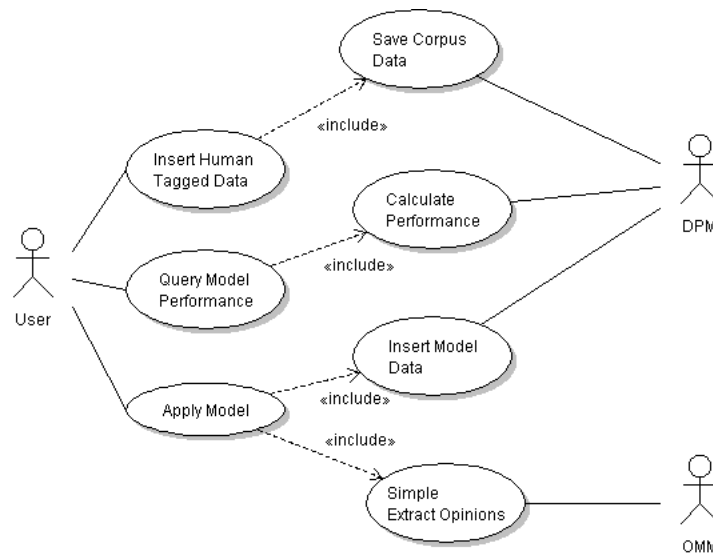 Save Corpus
Data
«include»
Insert Human
Tagged Data
Calculate
Performance
DPM
«include»
Query Model
Performance
User
Insert Model
Data
«include»
Apply Model
«include»
Simple
Extract Opinions
OMM